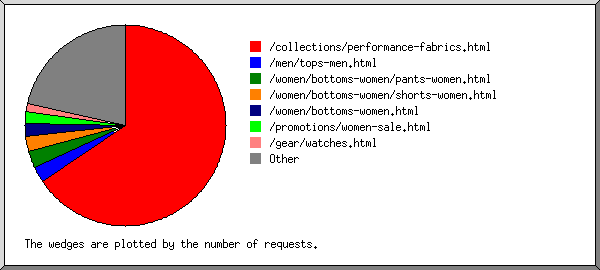 /collections/performance-fabrics.html
/men/tops-men.html
/women/bottoms-women/pants-women.html
/women/bottoms-women/shorts-women.html
/women/bottoms-women.html
/promotions/women-sale.html
/gear/watches.html
Other
The wedges are plotted by the number of requests.